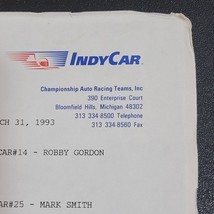 INDYCAR
Championship Auto Racing Teams, Inc
390 Enterprise Court
Bloomfield Hills, Michigan 48302
313 334-8500 Telephone
313 334-8560 Fax
CH 31, 1993
CAR#14 - ROBBY GORDON
AR#25 - MARK SMITH